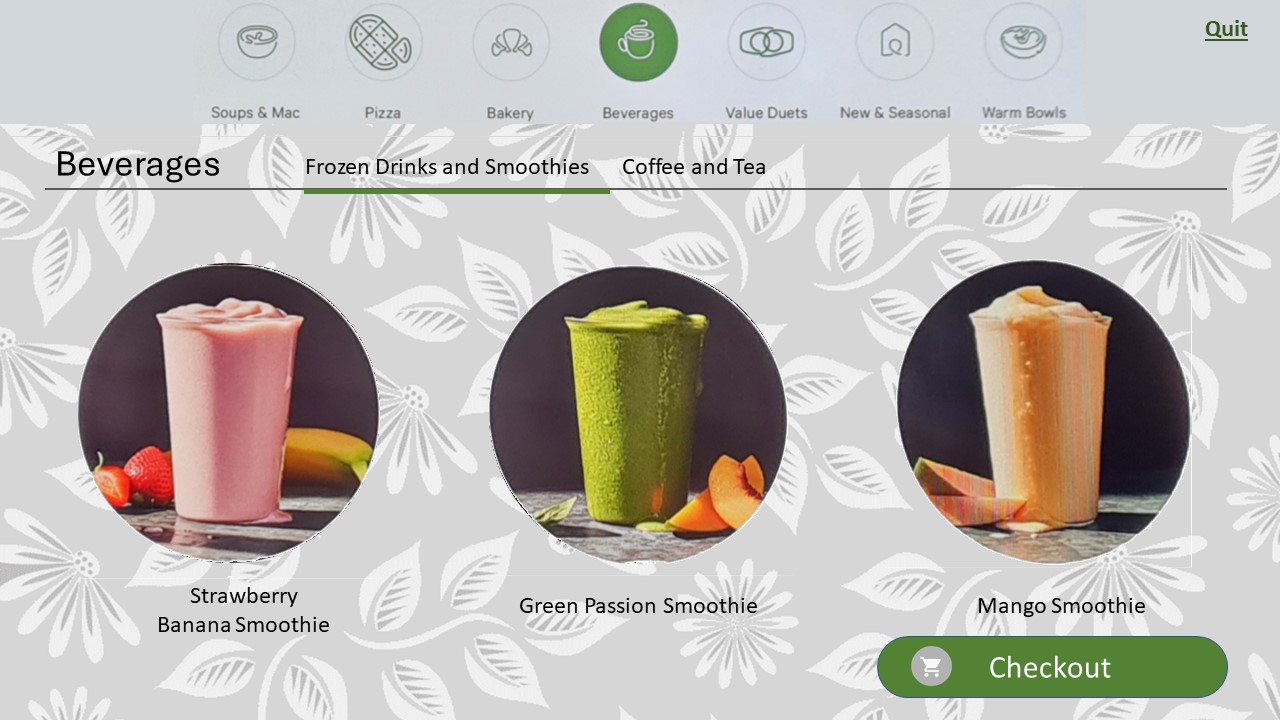 Quit
Soups & Mac
Pizza
Bakery
Beverages
Value Duets
New & Seasonal
Warm Bowls
Beverages
Frozen Drinks and Smoothies
Coffee and Tea
Strawberry
Banana Smoothie
Green Passion Smoothie
Mango Smoothie
Checkout